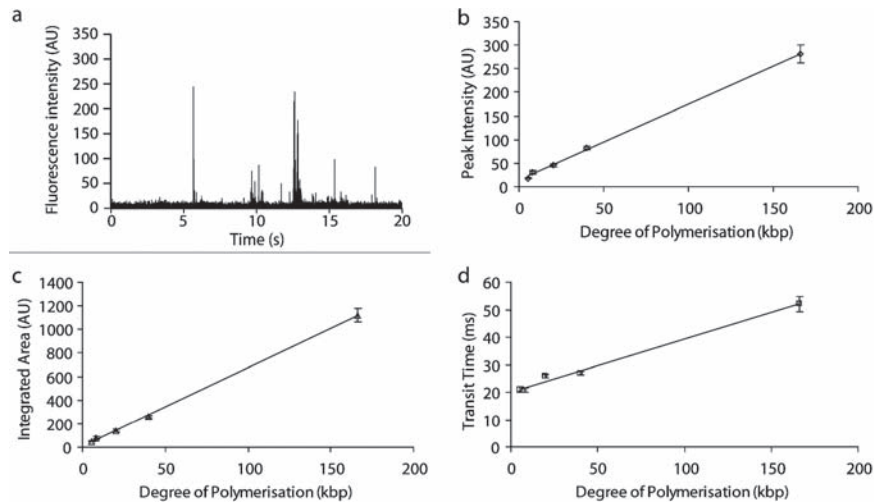 a
Fluorescence intensity (AU)
350
300
250
200
150
100
50
0
0 5 10 15 20
Time (s)
b
Peak Intensity (AU)
350
300
250
200
150
100
50
0
0 50 100 150 200
Degree of Polymerisation (kbp)
c
Integrated Area (AU)
1400
1200
1000
800
600
400
200
0
0 50 100 150 200
Degree of Polymerisation (kbp)
d
Transit Time (ms)
60
50
40
30
20
10
0
0 50 100 150 200
Degree of Polymerisation (kbp)